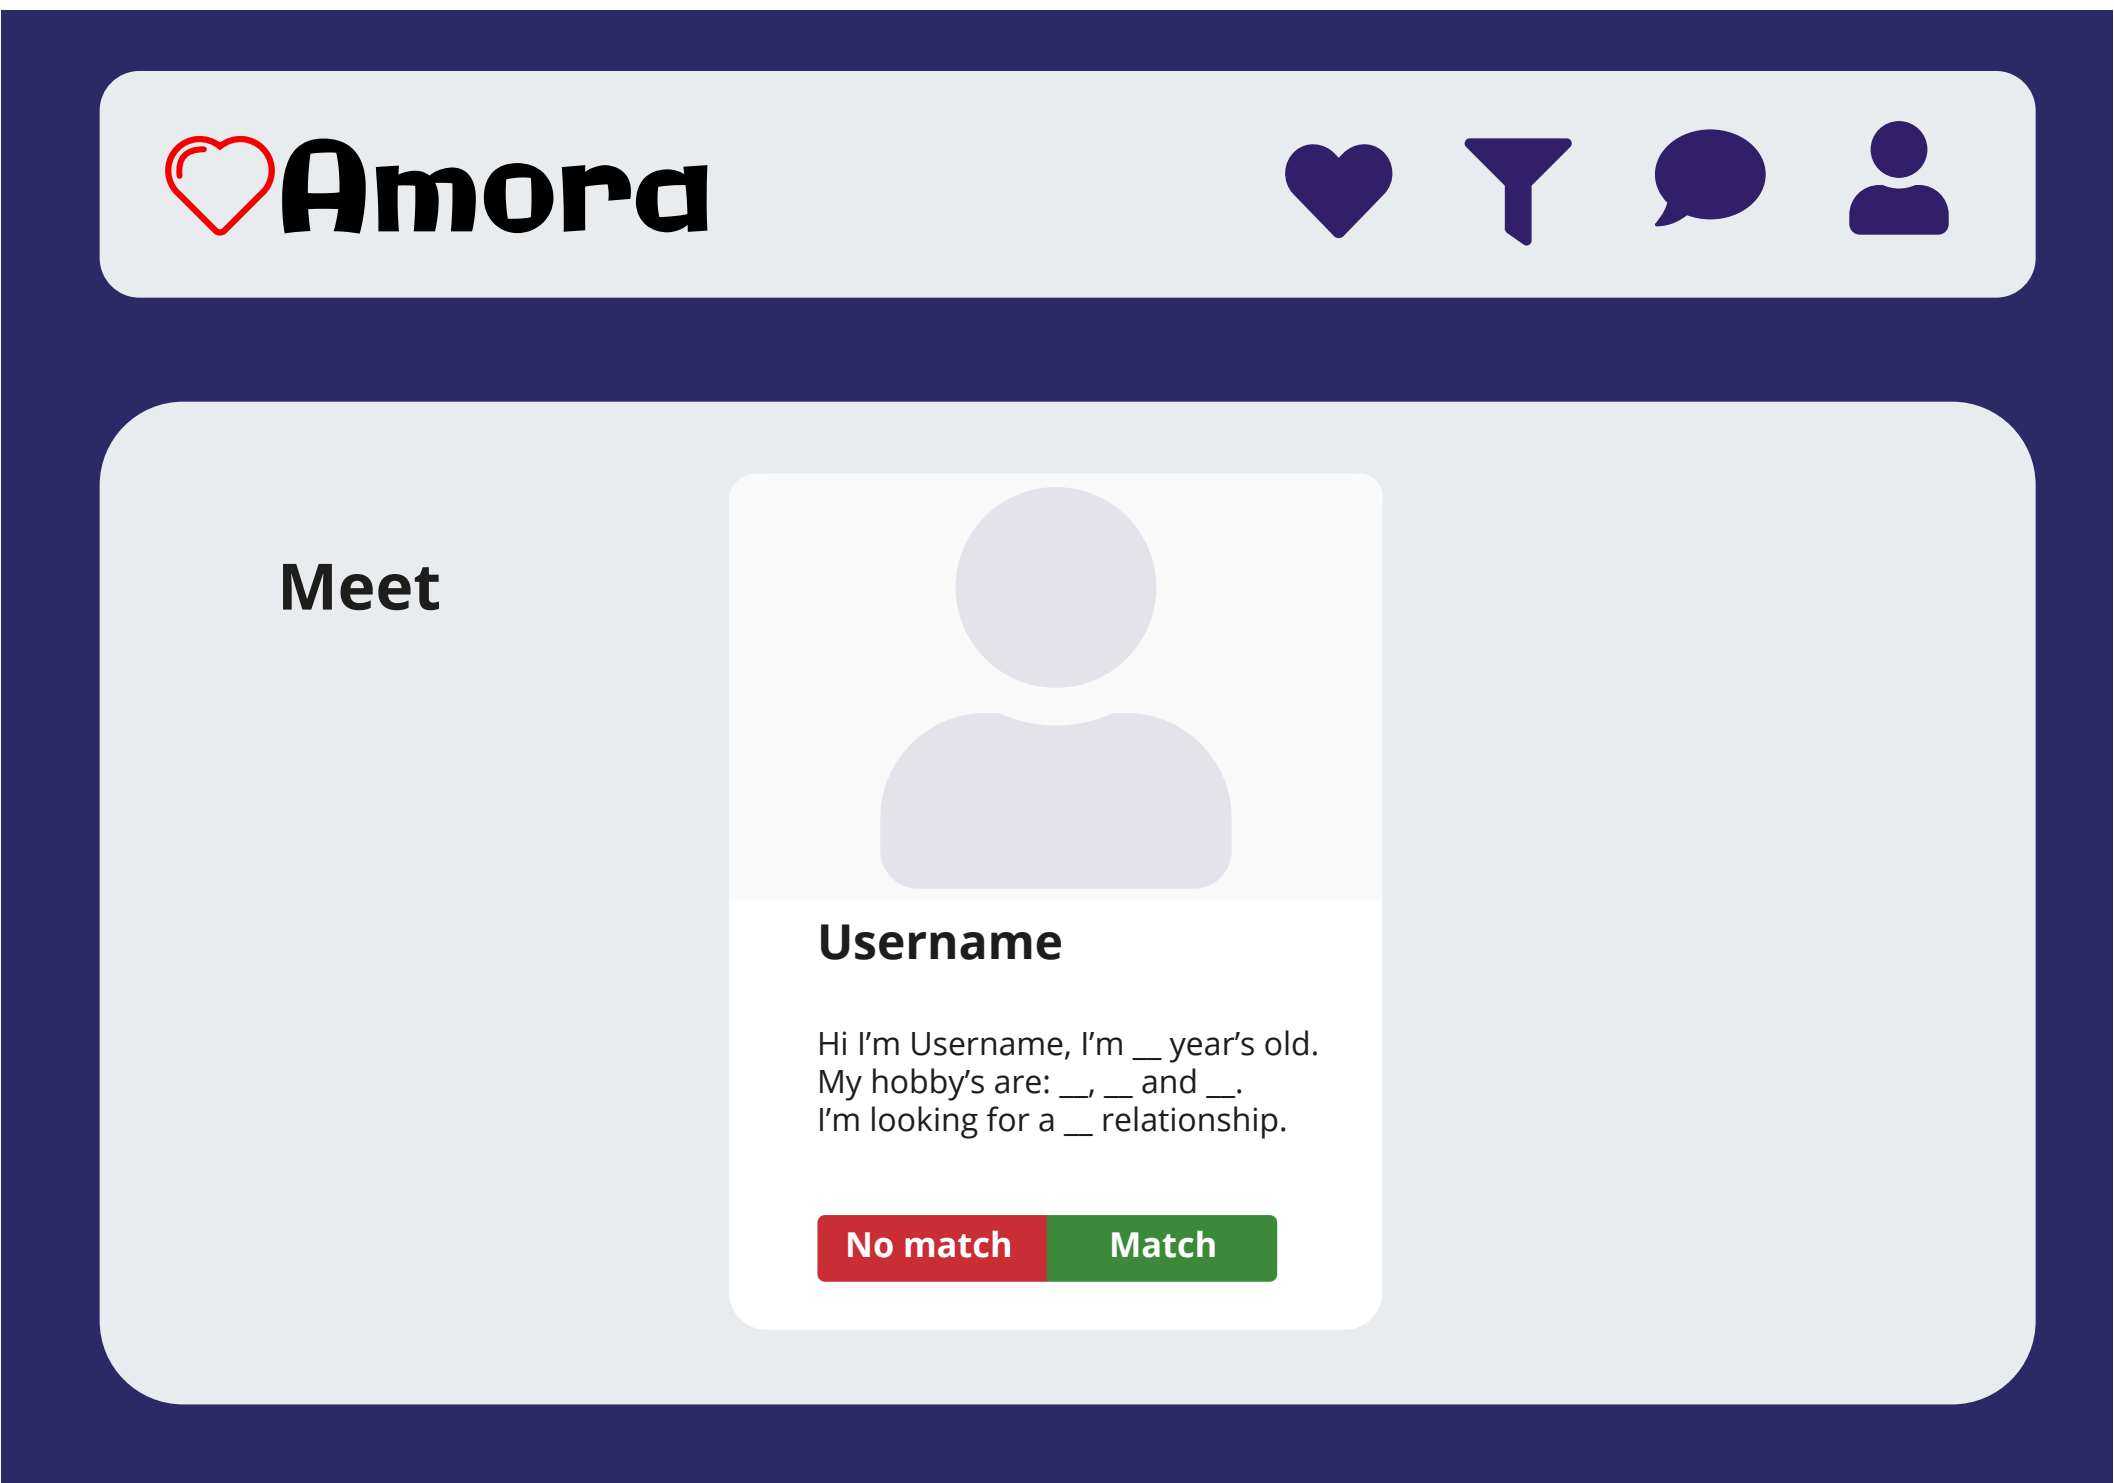 Amora
Meet
Username
Hi I’m Username, I’m __ year’s old.
My hobby’s are: __, __ and __.
I’m looking for a __ relationship.
No match
Match